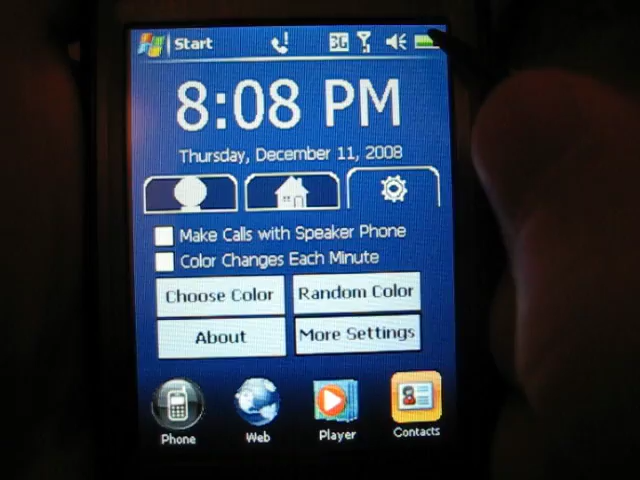 Start 3G
8:08 PM
Thursday, December 11, 2008
Make Calls with Speaker Phone
Color Changes Each Minute
Choose Color Random Color
About More Settings
Phone Web Player Contacts